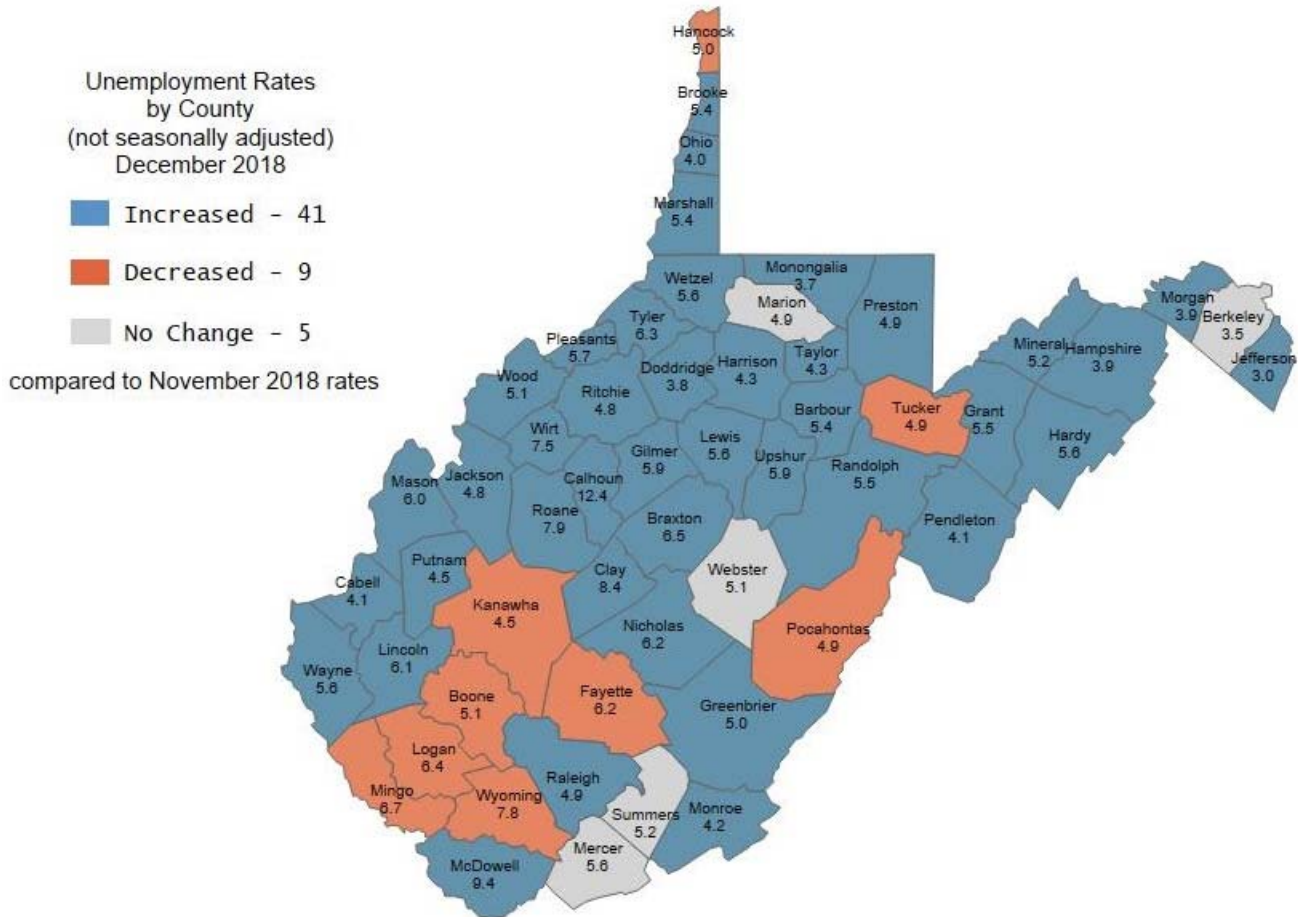 Unemployment Rates
by County
(not seasonally adjusted)
December 2018
Increased - 41
Decreased - 9
No Change - 5
compared to November 2018 rates
Hancock
5.0
Brooke
5.4
Ohio
4.0
Marshall
5.4
Wetzel
5.6
Monongalia
3.7
Marion
4.9
Preston
4.9
Morgan
3.9
Berkeley
3.5
Jefferson
3.0
Mineral
5.2
Hampshire
3.9
Tyler
6.3
Pleasants
5.7
Doddridge
3.8
Harrison
4.3
Taylor
4.3
Wood
5.1
Ritchie
4.8
Barbour
5.4
Tucker
4.9
Grant
5.5
Hardy
5.6
Wirt
7.5
Gilmer
5.9
Lewis
5.6
Upshur
5.9
Randolph
5.5
Mason
6.0
Jackson
4.8
Calhoun
12.4
Roane
7.9
Braxton
6.5
Pendleton
4.1
Putnam
4.5
Cabell
4.1
Clay
8.4
Webster
5.1
Kanawha
4.5
Nicholas
6.2
Pocahontas
4.9
Wayne
5.6
Lincoln
6.1
Boone
5.1
Fayette
6.2
Greenbrier
5.0
Logan
6.4
Mingo
6.7
Wyoming
7.8
Raleigh
4.9
Summers
5.2
Monroe
4.2
Mercer
5.6
McDowell
9.4